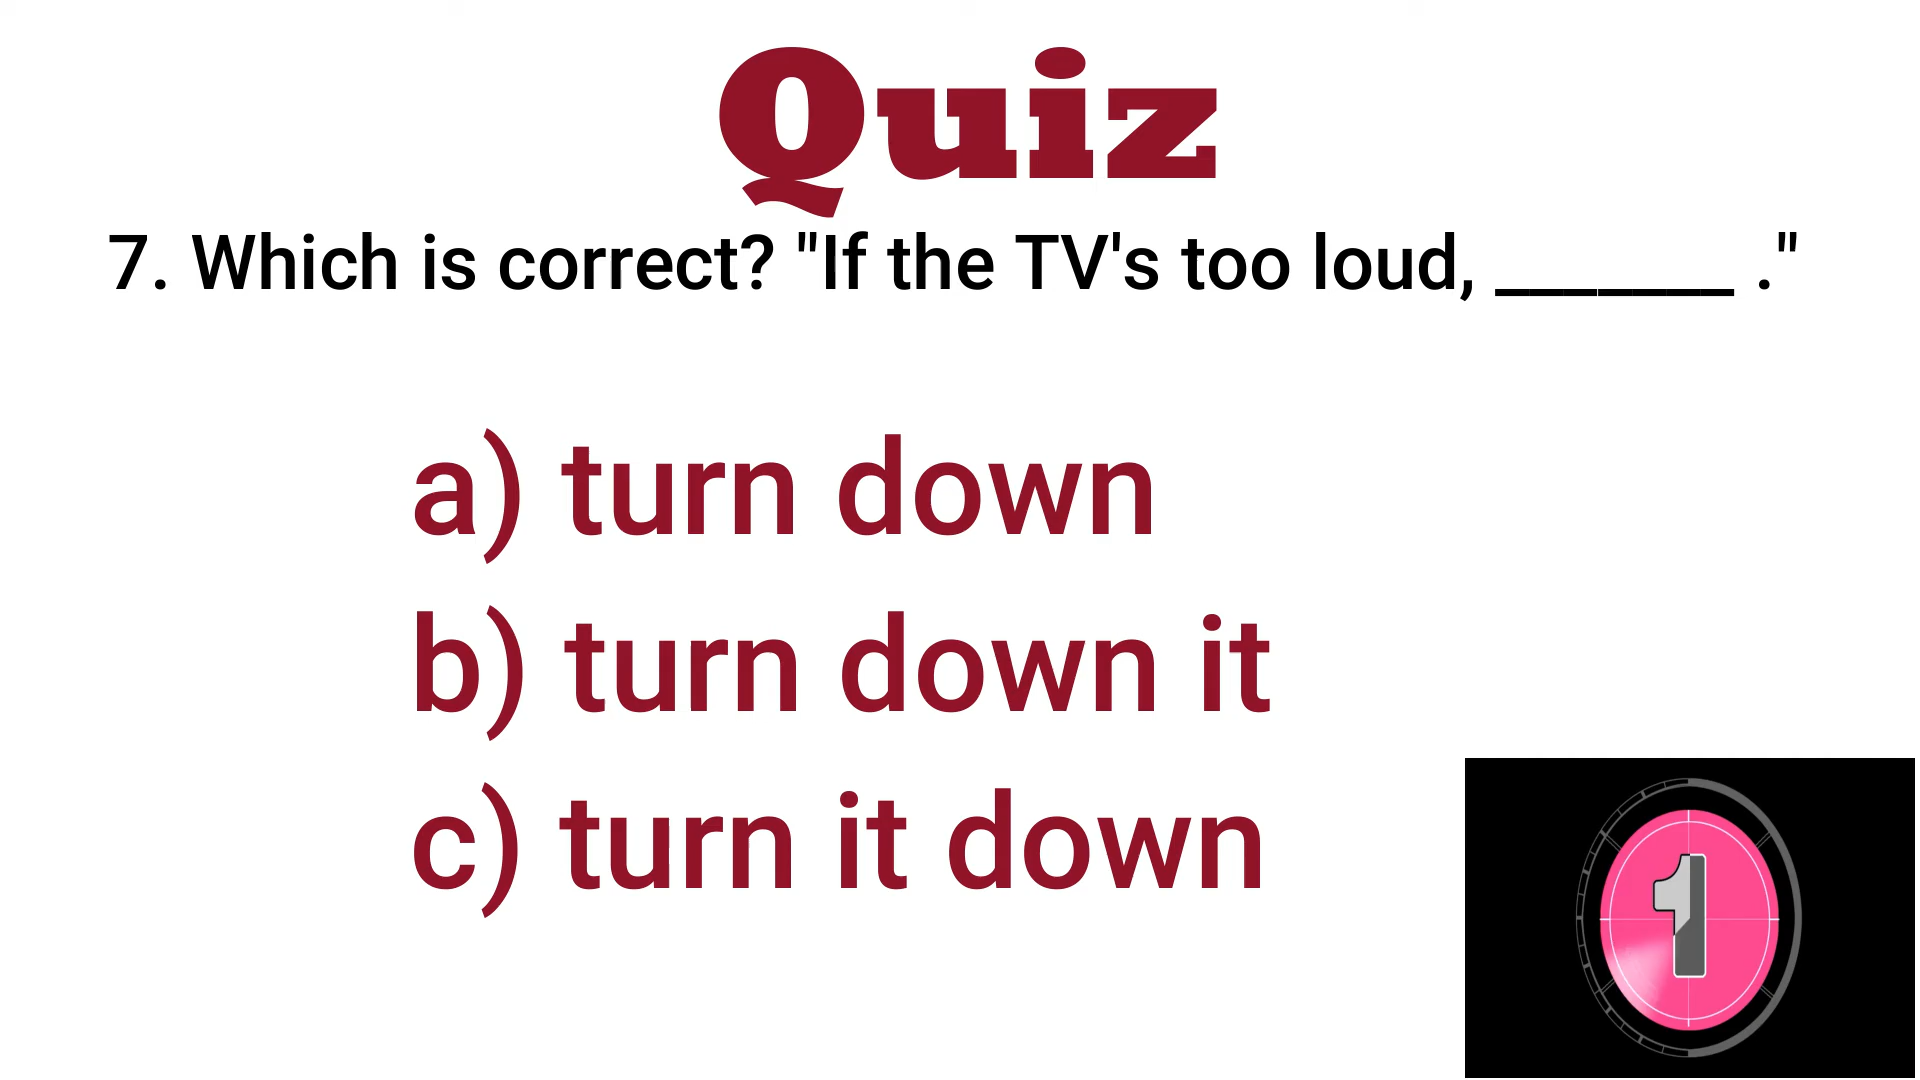 Quiz
7. Which is correct? "If the TV's too loud, _______ ."
a) turn down
b) turn down it
c) turn it down
1